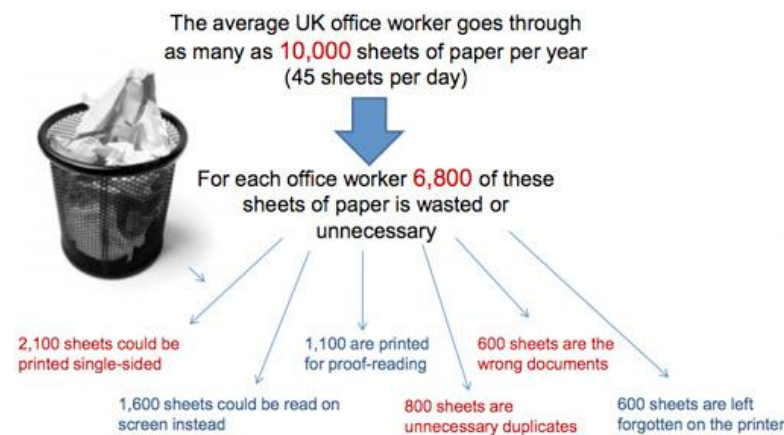 The average UK office worker goes through
as many as 10,000 sheets of paper per year
(45 sheets per day)
For each office worker 6,800 of these
sheets of paper is wasted or
unnecessary
2,100 sheets could be
printed single-sided
1,600 sheets could be read on
screen instead
1,100 are printed
for proof-reading
800 sheets are
unnecessary duplicates
600 sheets are the
wrong documents
600 sheets are left
forgotten on the printer